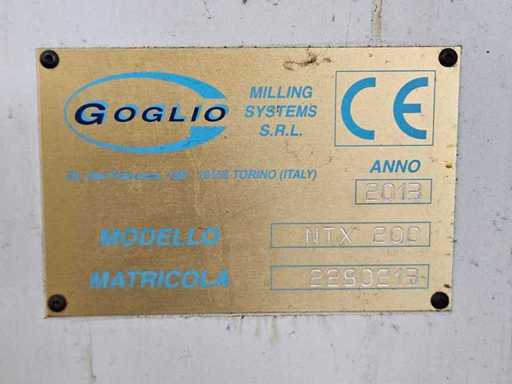 GOGLIO
MILLING
SYSTEMS
S.R.L.
CE
TORINO (ITALY)
ANNO
2013
MODELLO NTX 200
MATRICOLA 2290213